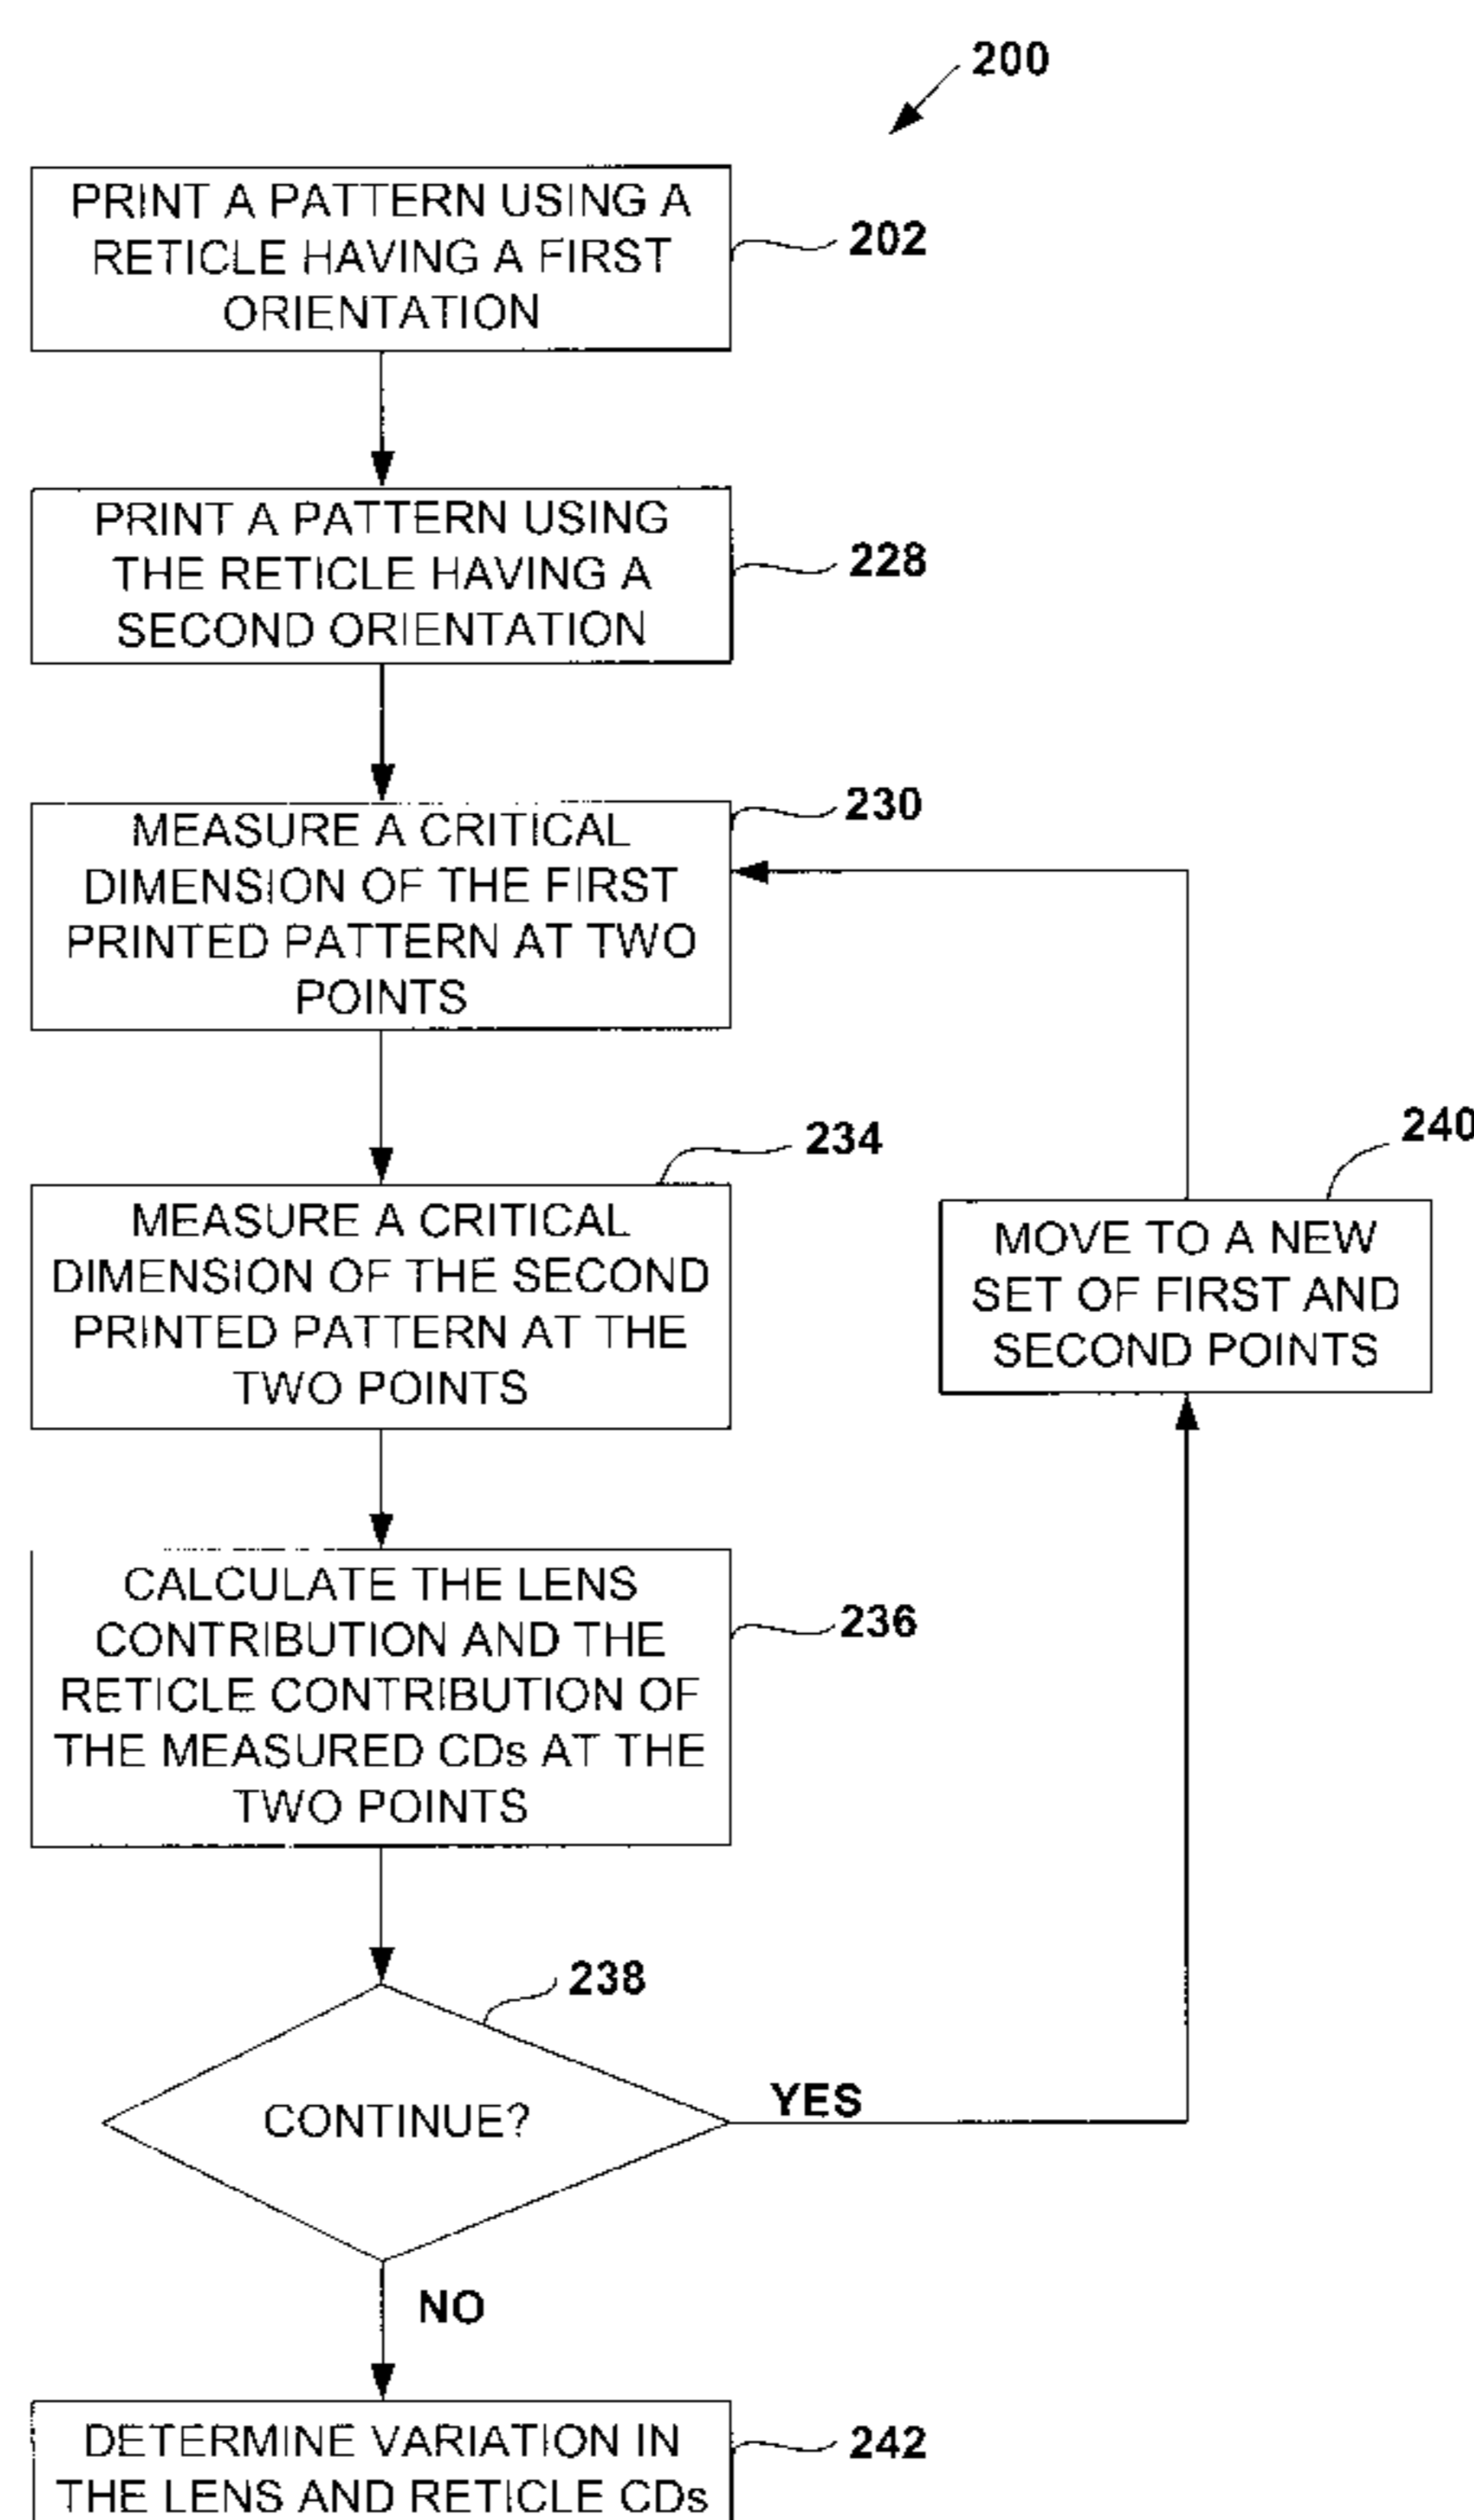 200
PRINT A PATTERN USING A
RETICLE HAVING A FIRST
ORIENTATION
202
PRINT A PATTERN USING
THE RETICLE HAVING A
SECOND ORIENTATION
228
MEASURE A CRITICAL
DIMENSION OF THE FIRST
PRINTED PATTERN AT TWO
POINTS
230
MEASURE A CRITICAL
DIMENSION OF THE SECOND
PRINTED PATTERN AT THE
TWO POINTS
234
MOVE TO A NEW
SET OF FIRST AND
SECOND POINTS
240
CALCULATE THE LENS
CONTRIBUTION AND THE
RETICLE CONTRIBUTION OF
THE MEASURED CDs AT THE
TWO POINTS
236
CONTINUE?
238
YES
NO
DETERMINE VARIATION IN
THE LENS AND RETICLE CDs
242